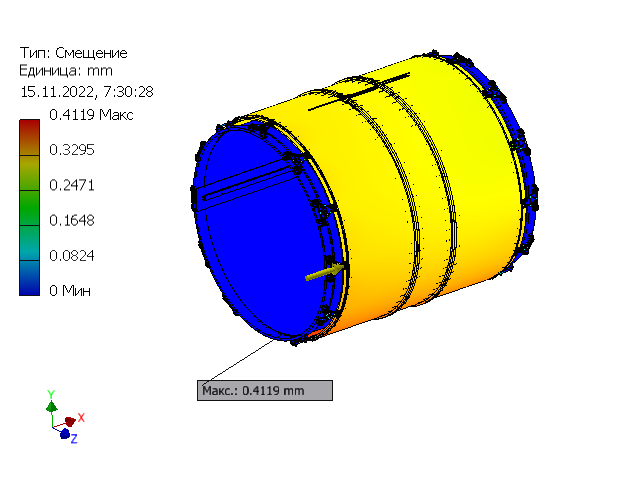 Тип: Смещение
Единица: mm
15.11.2022, 7:30:28
0.4119 Макс
0.3295
0.2471
0.1648
0.0824
0 Мин
Макс.: 0.4119 mm
Y
X
Z